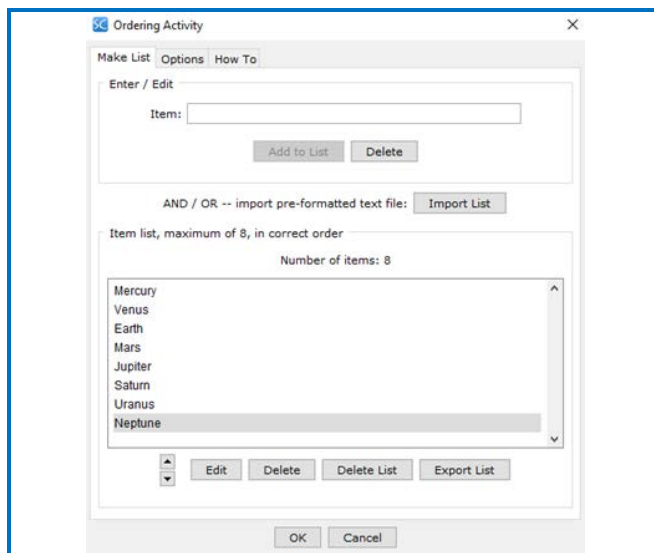 SC Ordering Activity
Make List Options How To
Enter / Edit
Item:
Add to List Delete
AND / OR -- import pre-formatted text file: Import List
Item list, maximum of 8, in correct order
Number of items: 8
Mercury
Venus
Earth
Mars
Jupiter
Saturn
Uranus
Neptune
Edit Delete Delete List Export List
OK Cancel